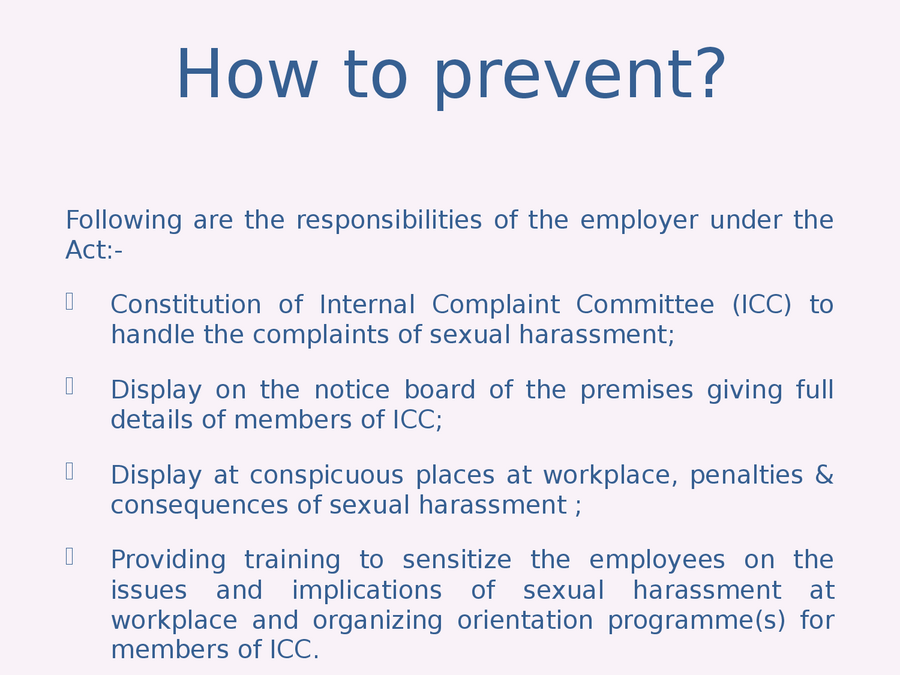 How to prevent?
Following are the responsibilities of the employer under the
Act:-
Constitution of Internal Complaint Committee (ICC) to
handle the complaints of sexual harassment;
Display on the notice board of the premises giving full
details of members of ICC;
Display at conspicuous places at workplace, penalties &
consequences of sexual harassment ;
Providing training to sensitize the employees on the
issues and implications of sexual harassment at
workplace and organizing orientation programme(s) for
members of ICC.